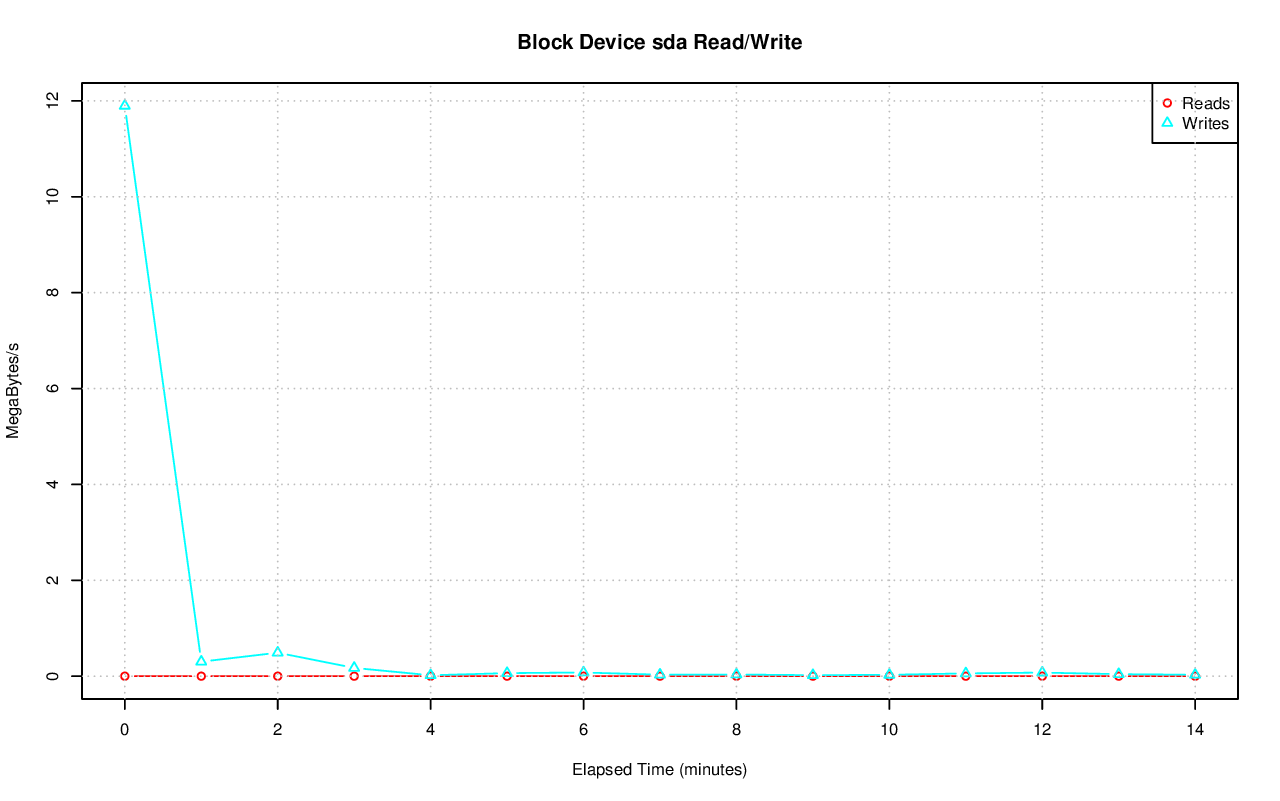 Block Device sda Read/Write
Reads
Writes
12
10
8
6
4
2
0
MegaBytes/s
0 2 4 6 8 10 12 14
Elapsed Time (minutes)